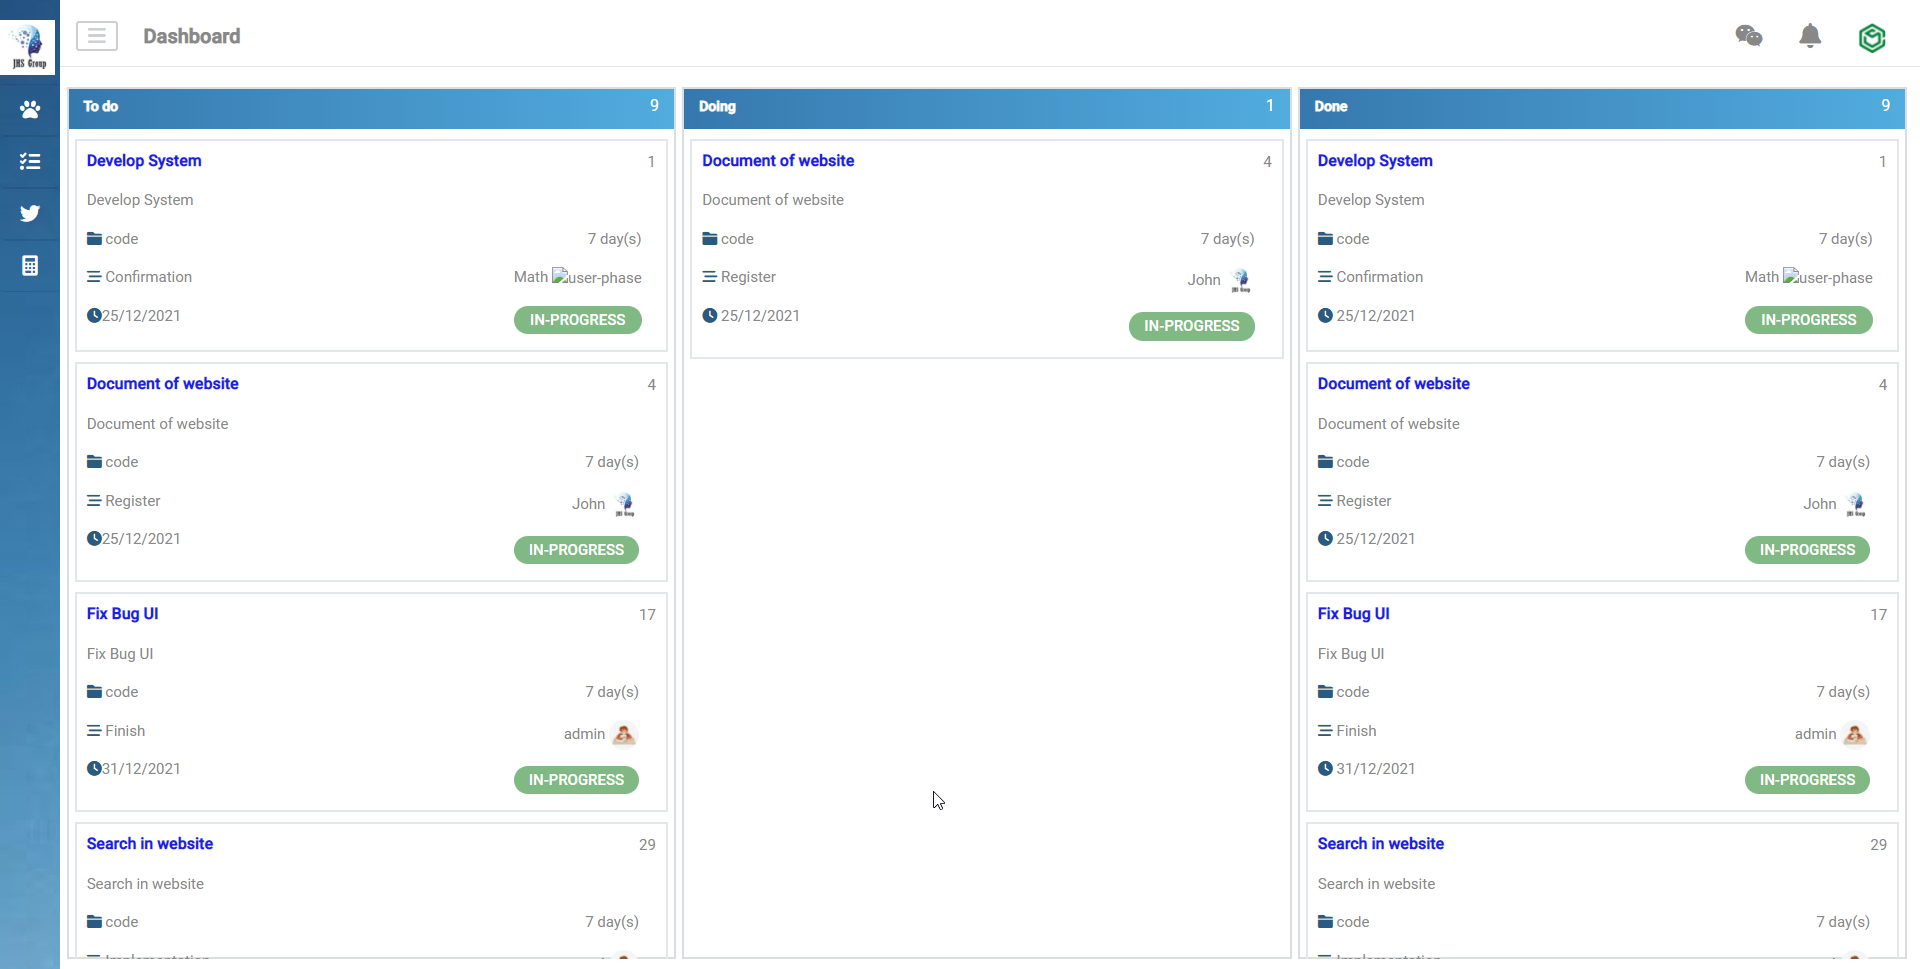 JHS Group
Dashboard
To do 9
Develop System 1
Develop System
code 7 day(s)
Confirmation Math user-phase
25/12/2021 IN-PROGRESS
Document of website 4
Document of website
code 7 day(s)
Register John
25/12/2021 IN-PROGRESS
Fix Bug UI 17
Fix Bug UI
code 7 day(s)
Finish admin
31/12/2021 IN-PROGRESS
Search in website 29
Search in website
code 7 day(s)
Implementation
Doing 1
Document of website 4
Document of website
code 7 day(s)
Register John
25/12/2021 IN-PROGRESS
Done 9
Develop System 1
Develop System
code 7 day(s)
Confirmation Math user-phase
25/12/2021 IN-PROGRESS
Document of website 4
Document of website
code 7 day(s)
Register John
25/12/2021 IN-PROGRESS
Fix Bug UI 17
Fix Bug UI
code 7 day(s)
Finish admin
31/12/2021 IN-PROGRESS
Search in website 29
Search in website
code 7 day(s)
Implementation